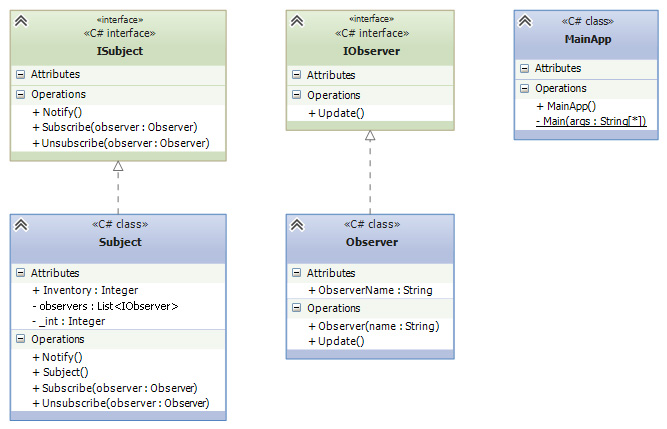 «interface»
«C# interface»
ISubject
Attributes
Operations
+ Notify()
+ Subscribe(observer : Observer)
+ Unsubscribe(observer : Observer)
«interface»
«C# interface»
IObserver
Attributes
Operations
+ Update()
«C# class»
MainApp
Attributes
Operations
+ MainApp()
- Main(args : String[*])
«C# class»
Subject
Attributes
+ Inventory : Integer
- observers : List<IObserver>
- _int : Integer
Operations
+ Notify()
+ Subject()
+ Subscribe(observer : Observer)
+ Unsubscribe(observer : Observer)
«C# class»
Observer
Attributes
+ ObserverName : String
Operations
+ Observer(name : String)
+ Update()